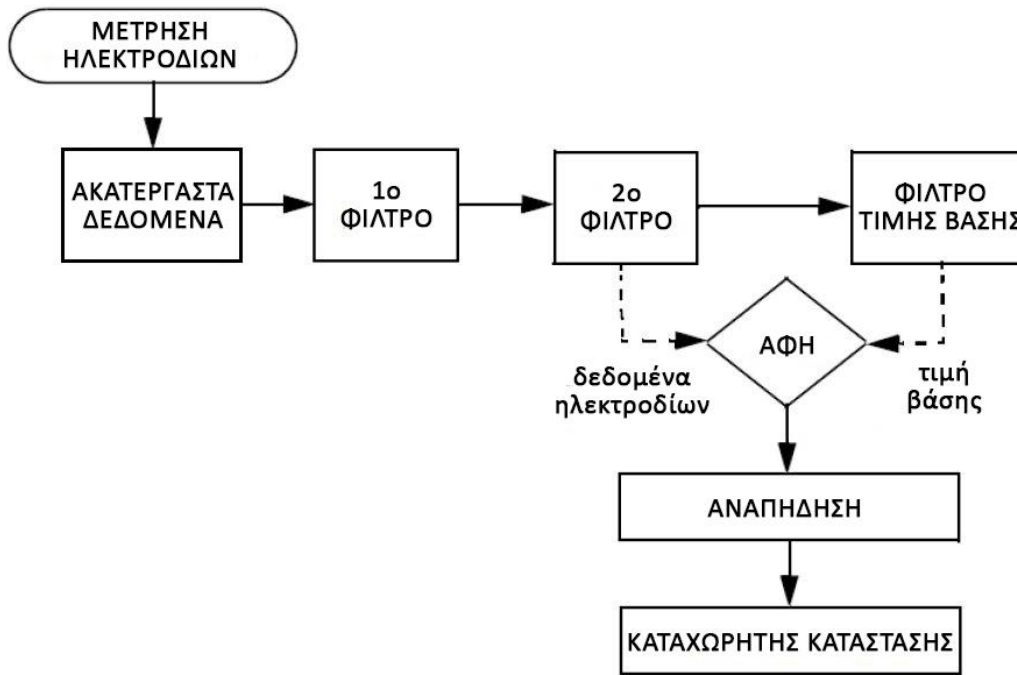 ΜΕΤΡΗΣΗ
ΗΛΕΚΤΡΟΔΙΩΝ
ΑΚΑΤΕΡΓΑΣΤΑ
ΔΕΔΟΜΕΝΑ
1ο
ΦΙΛΤΡΟ
2ο
ΦΙΛΤΡΟ
ΦΙΛΤΡΟ
ΤΙΜΗΣ ΒΑΣΗΣ
ΑΦΗ
δεδομένα
ηλεκτροδίων
τιμή
βάσης
ΑΝΑΠΗΔΗΣΗ
ΚΑΤΑΧΩΡΗΤΗΣ ΚΑΤΑΣΤΑΣΗΣ